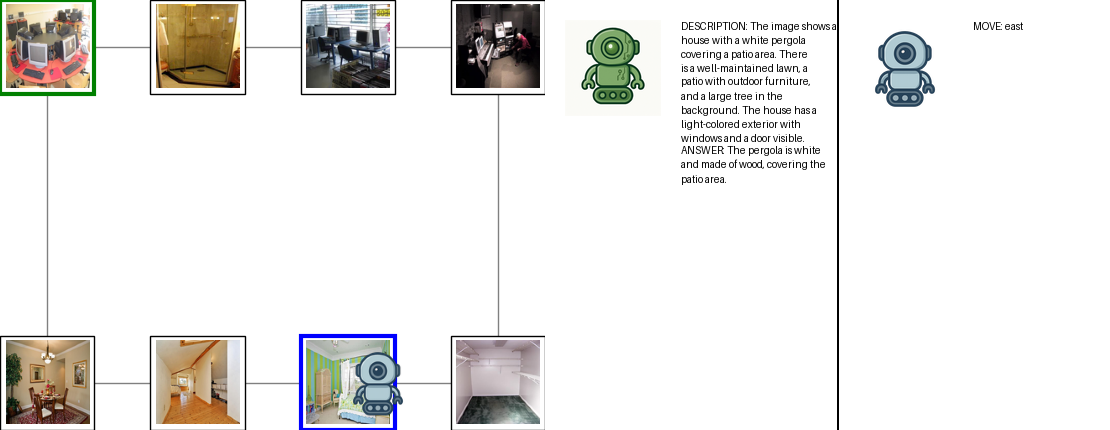 DESCRIPTION: The image shows a
house with a white pergola
covering a patio area. There
is a well-maintained lawn, a
patio with outdoor furniture,
and a large tree in the
background. The house has a
light-colored exterior with
windows and a door visible.
ANSWER: The pergola is white
and made of wood, covering the
patio area.
MOVE: east